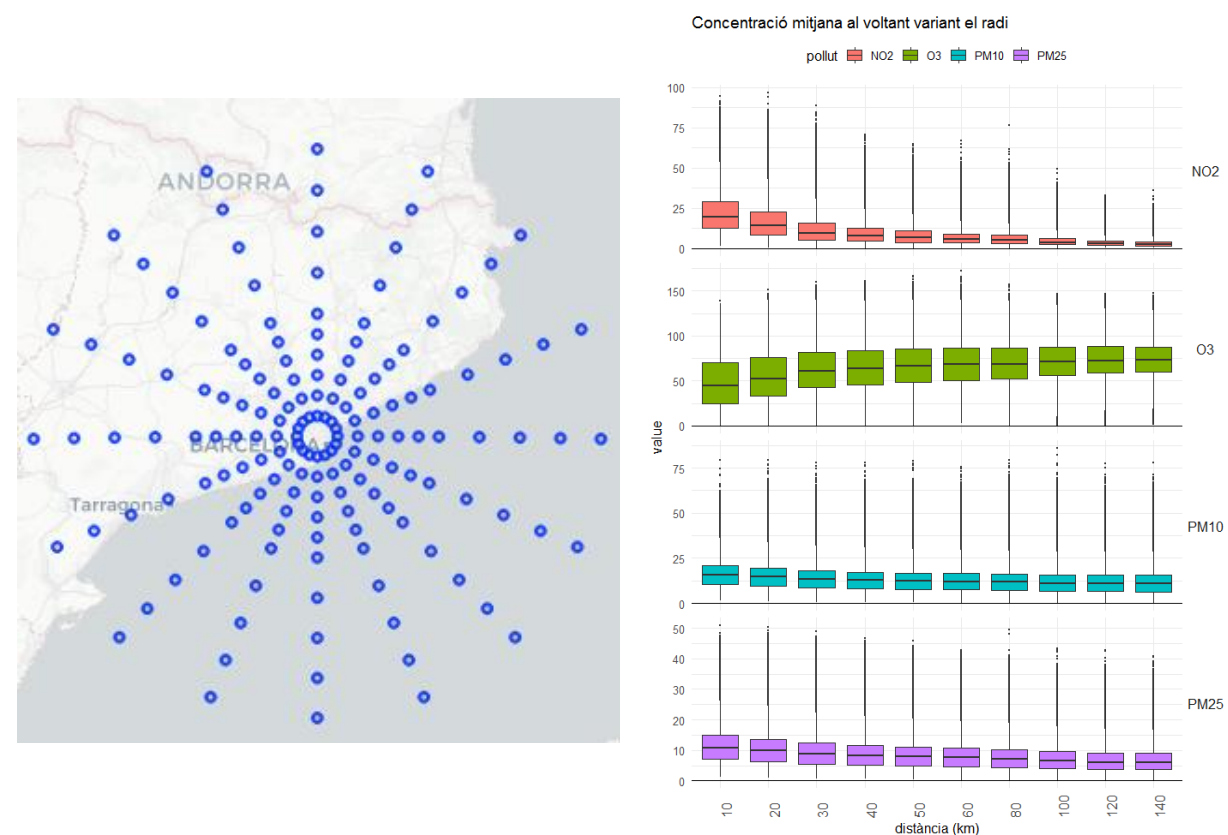 ANDORRA
BARCELONA
Tarragona
Concentració mitjana al voltant variant el radi
pollut NO2 O3 PM10 PM25
100
75
50
25
0
NO2
150
100
50
0
O3
value
75
50
25
0
PM10
50
40
30
20
10
0
PM25
10 20 30 40 50 60 80 100 120 140
distància (km)